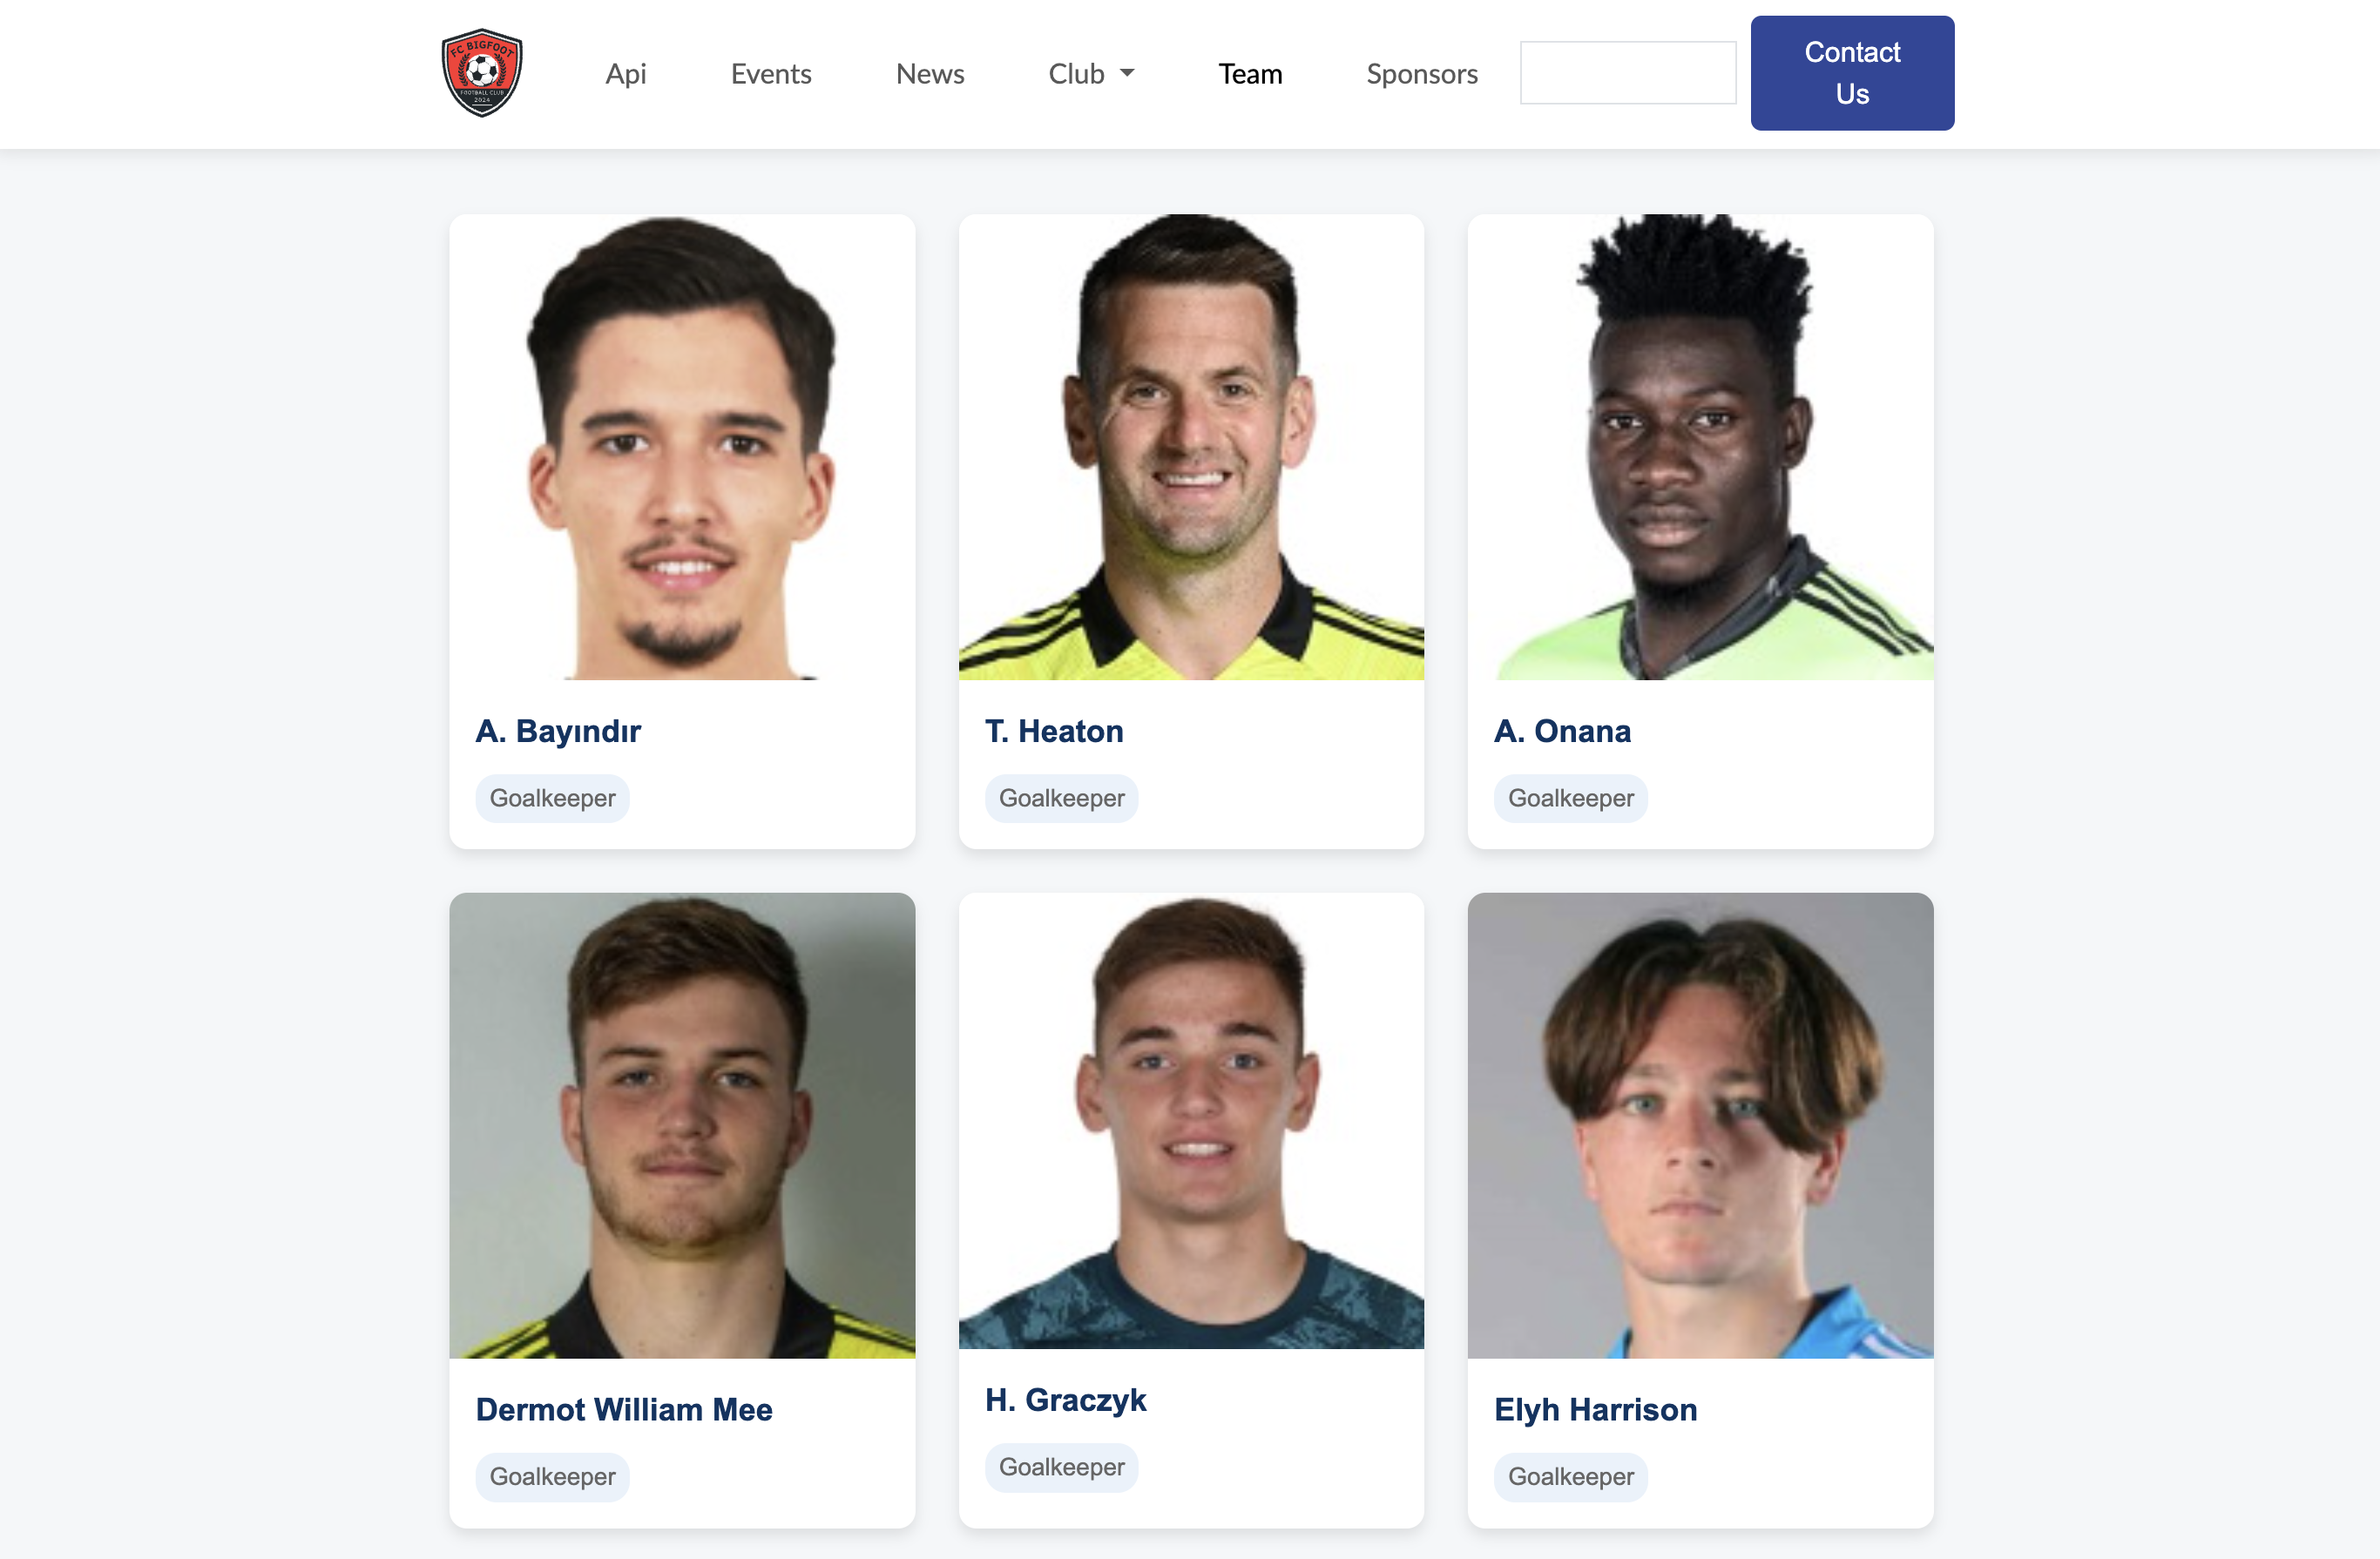 FC BIGFOOT
FOOTBALL CLUB
2024
Api
Events
News
Club
Team
Sponsors
Contact
Us
A. Bayındır
T. Heaton
A. Onana
Goalkeeper
Goalkeeper
Goalkeeper
Dermot William Mee
H. Graczyk
Elyh Harrison
Goalkeeper
Goalkeeper
Goalkeeper